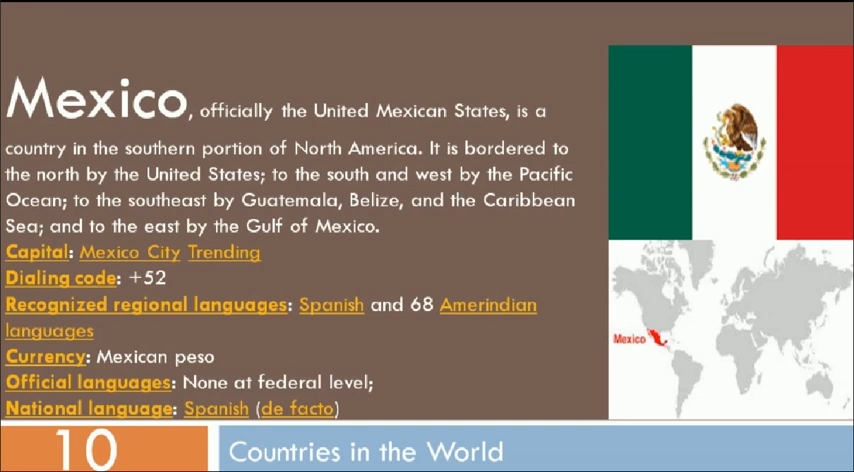 Mexico, officially the United Mexican States, is a
country in the southern portion of North America. It is bordered to
the north by the United States; to the south and west by the Pacific
Ocean; to the southeast by Guatemala, Belize, and the Caribbean
Sea; and to the east by the Gulf of Mexico.
Capital: Mexico City Trending
Dialing code: +52
Recognized regional languages: Spanish and 68 Amerindian
languages
Currency: Mexican peso
Official languages: None at federal level;
National language: Spanish (de facto)
Mexico
10
Countries in the World